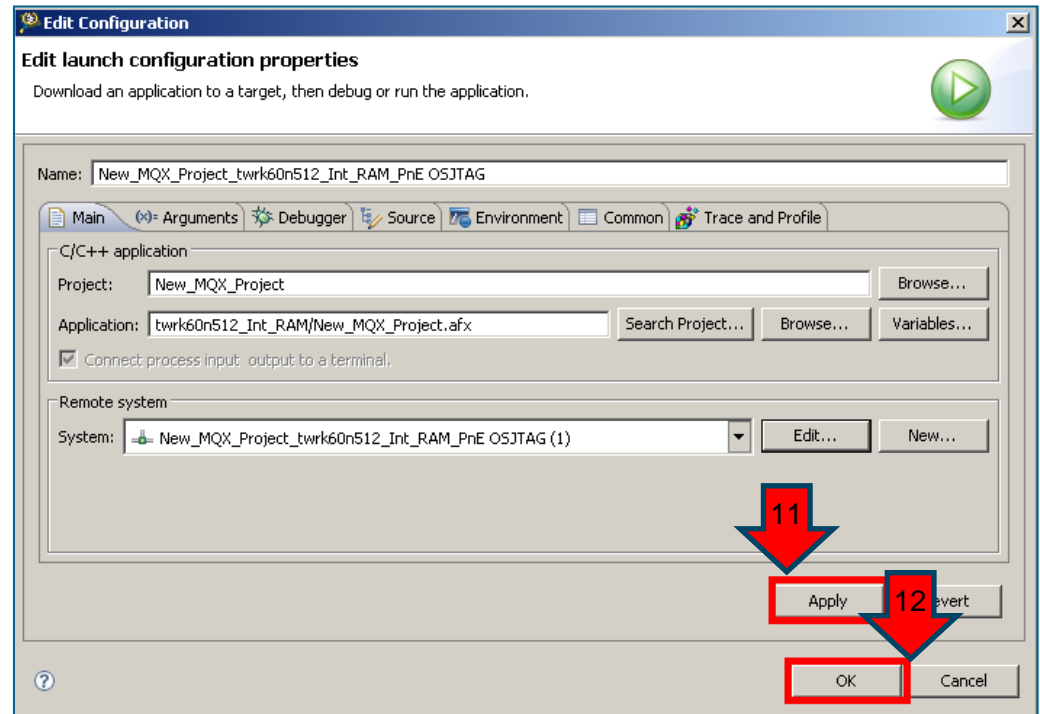 Edit Configuration
Edit launch configuration properties
Download an application to a target, then debug or run the application.
Name: New_MQX_Project_twrk60n512_Int_RAM_PnE OSJTAG
Main (x)= Arguments Debugger Source Environment Common Trace and Profile
C/C++ application
Project: New_MQX_Project Browse...
Application: twrk60n512_Int_RAM/New_MQX_Project.afx Search Project... Browse... Variables...
Connect process input output to a terminal.
Remote system
System: New_MQX_Project_twrk60n512_Int_RAM_PnE OSJTAG (1) Edit... New...
11
Apply 12 evert
? OK Cancel